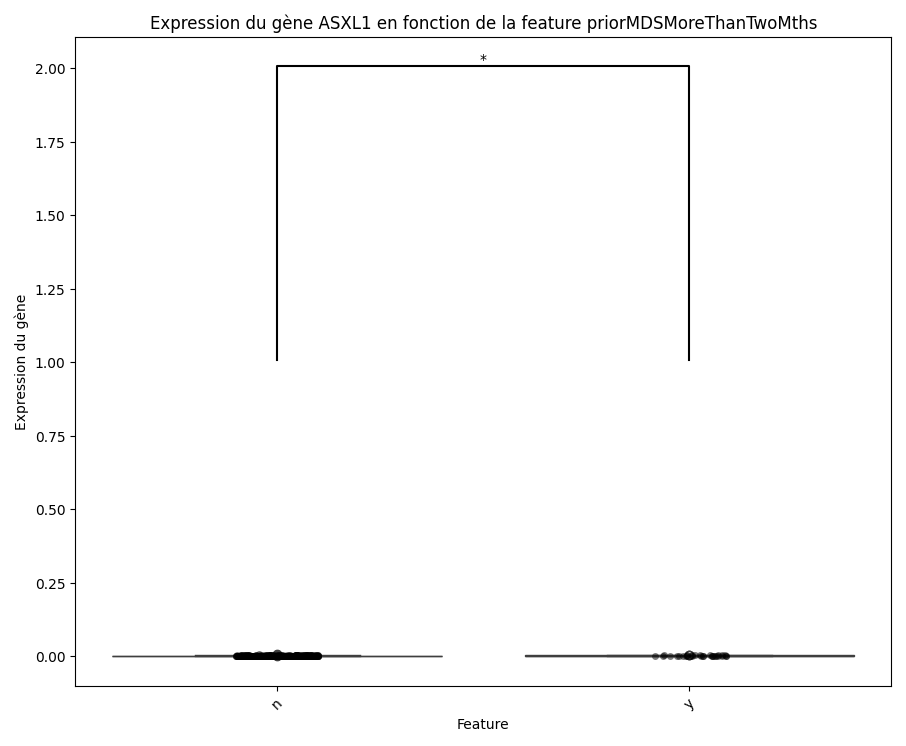 Expression du gène ASXL1 en fonction de la feature priorMDSMoreThanTwoMths
*
2.00
1.75
1.50
1.25
1.00
0.75
0.50
0.25
0.00
Expression du gène
n
y
Feature